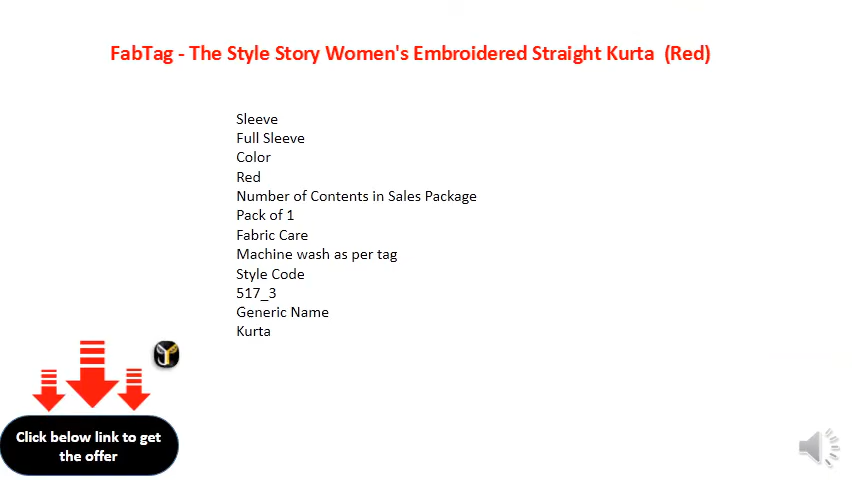 FabTag - The Style Story Women's Embroidered Straight Kurta (Red)
Sleeve
Full Sleeve
Color
Red
Number of Contents in Sales Package
Pack of 1
Fabric Care
Machine wash as per tag
Style Code
517_3
Generic Name
Kurta
Click below link to get
the offer